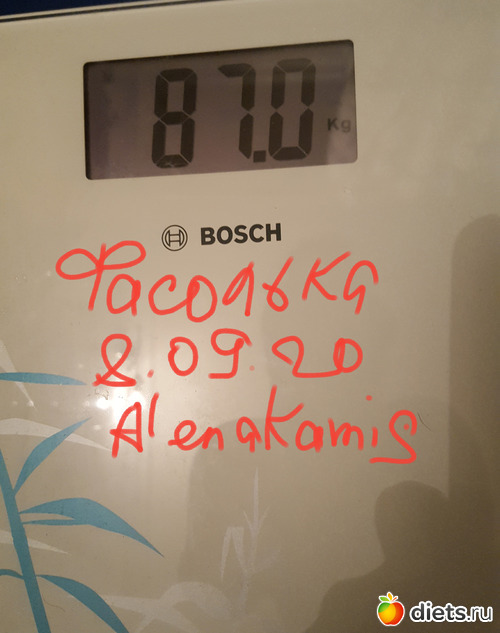 87.0 Kg
BOSCH
Фасолька
8.09.20
Alenakamis
diets.ru